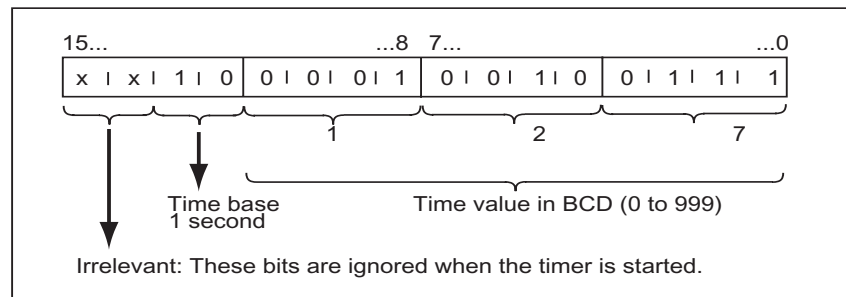 15... ...8 7... ...0
x x 1 0 0 0 0 1 0 0 1 0 0 1 1 1
1 2 7
Time base Time value in BCD (0 to 999)
1 second
Irrelevant: These bits are ignored when the timer is started.